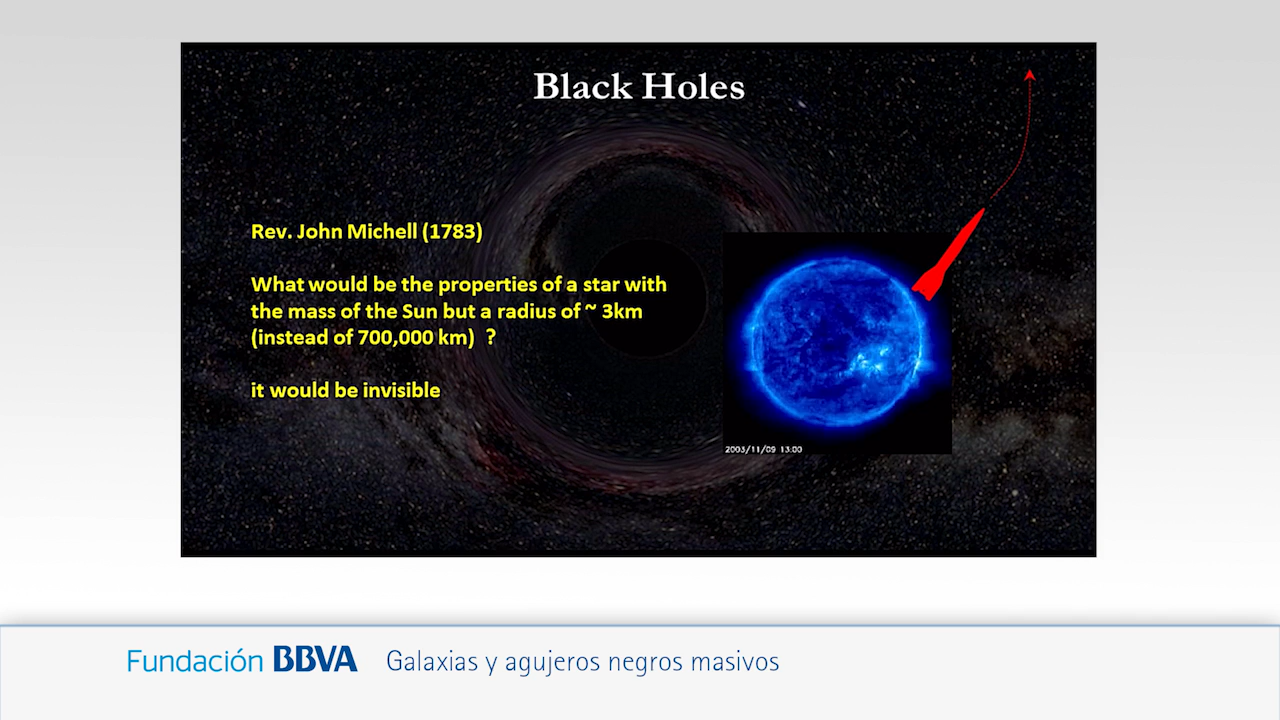 Black Holes
Rev. John Michell (1783)
What would be the properties of a star with
the mass of the Sun but a radius of ~ 3km
(instead of 700,000 km) ?
it would be invisible
2003/11/09 13:00
Fundación BBVA
Galaxias y agujeros negros masivos